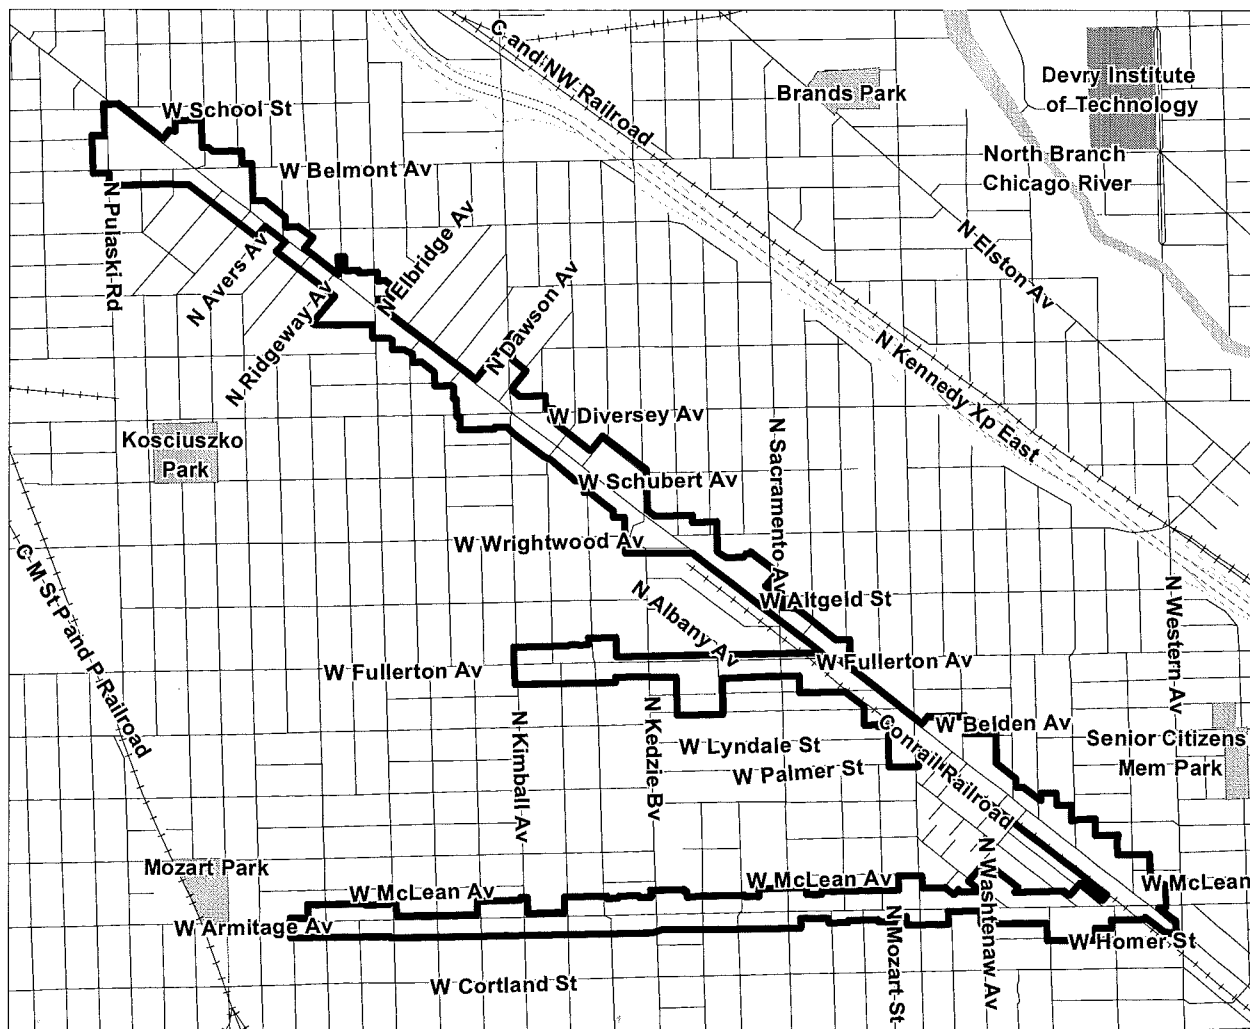 C and NW Railroad
Devry Institute
of Technology
Brands Park
W School St
North Branch
Chicago River
W Belmont Av
N Pulaski Rd
N Avers Av
N Elbridge Av
N Elston Av
N Ridgeway Av
N Dawson Av
N Kennedy Xp East
W Diversey Av
Kosciuszko
Park
N Sacramento Av
W Schubert Av
W Wrightwood Av
C M St P and P Railroad
N Albany Av
W Altgeld St
N Western Av
W Fullerton Av
W Fullerton Av
N Kimball Av
N Kedzie Bv
W Belden Av
W Lyndale St
Conrail Railroad
Senior Citizens
Mem Park
W Palmer St
Mozart Park
W McLean Av
W McLean Av
N Washtenaw Av
W McLean
W Armitage Av
N Mozart St
W Homer St
W Cortland St